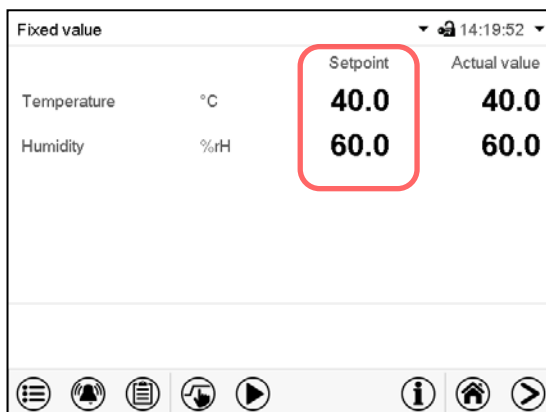 Fixed value 14:19:52
Setpoint Actual value
Temperature °C 40.0 40.0
Humidity %rH 60.0 60.0